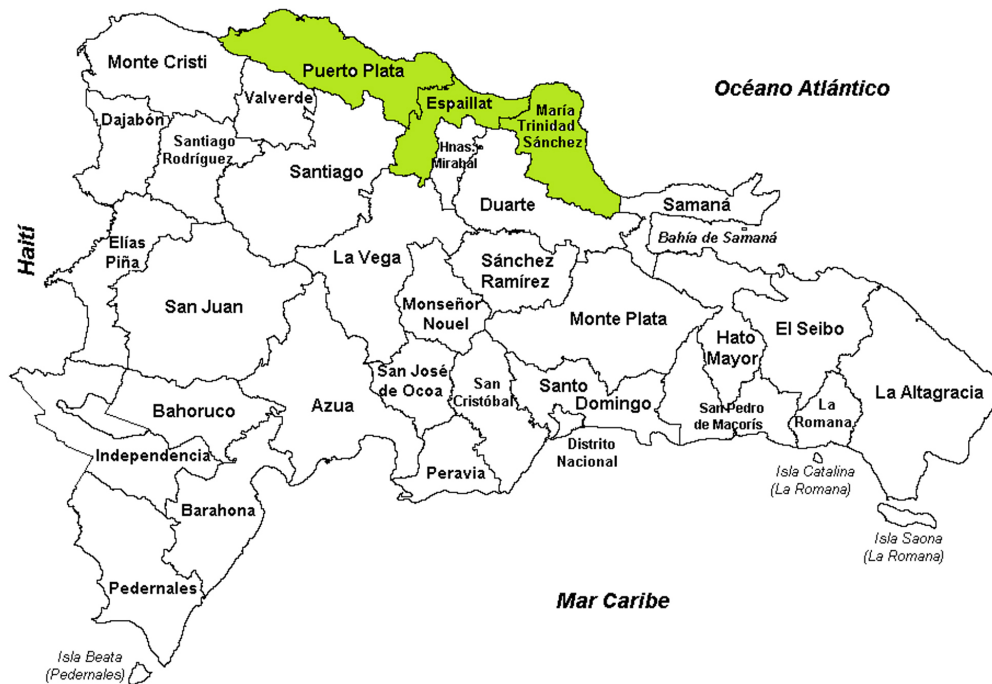 Monte Cristi
Puerto Plata
Océano Atlántico
Valverde
Espaillat
María
Trinidad
Sánchez
Dajabón
Santiago
Rodríguez
Hnas.
Mirabal
Santiago
Duarte
Samaná
Bahía de Samaná
Haití
Elías
Piña
La Vega
Sánchez
Ramírez
San Juan
Monseñor
Nouel
Monte Plata
El Seibo
Hato
Mayor
San José
de Ocoa
San
Cristóbal
Santo
Domingo
La Altagracia
Bahoruco
Azua
San Pedro
de Macorís
La
Romana
Independencia
Distrito
Nacional
Peravia
Isla Catalina
(La Romana)
Barahona
Isla Saona
(La Romana)
Pedernales
Mar Caribe
Isla Beata
(Pedernales)